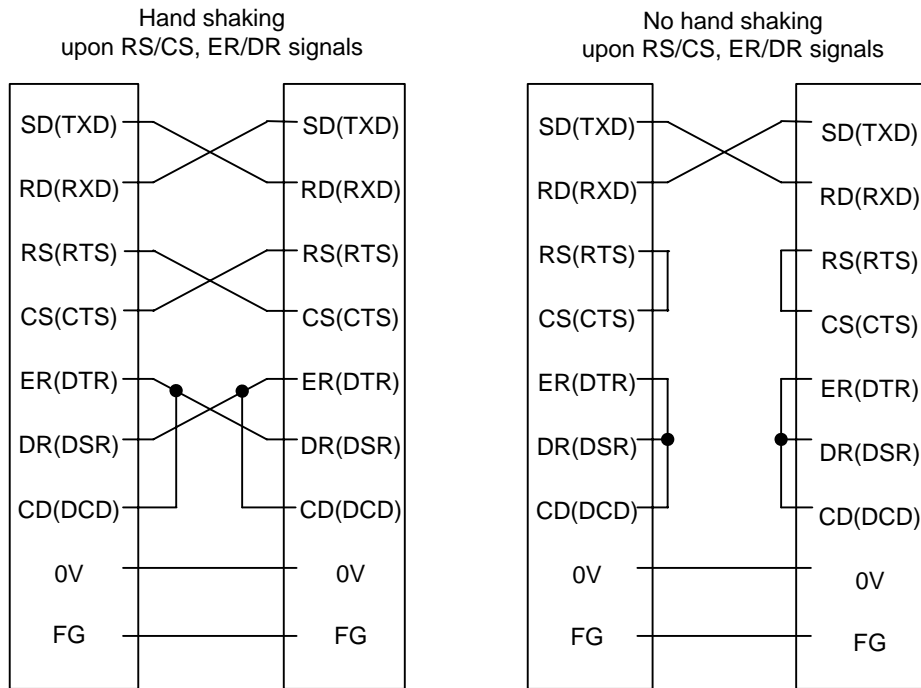 Hand shaking
upon RS/CS, ER/DR signals
SD(TXD) SD(TXD)
RD(RXD) RD(RXD)
RS(RTS) RS(RTS)
CS(CTS) CS(CTS)
ER(DTR) ER(DTR)
DR(DSR) DR(DSR)
CD(DCD) CD(DCD)
0V 0V
FG FG
No hand shaking
upon RS/CS, ER/DR signals
SD(TXD) SD(TXD)
RD(RXD) RD(RXD)
RS(RTS) RS(RTS)
CS(CTS) CS(CTS)
ER(DTR) ER(DTR)
DR(DSR) DR(DSR)
CD(DCD) CD(DCD)
0V 0V
FG FG